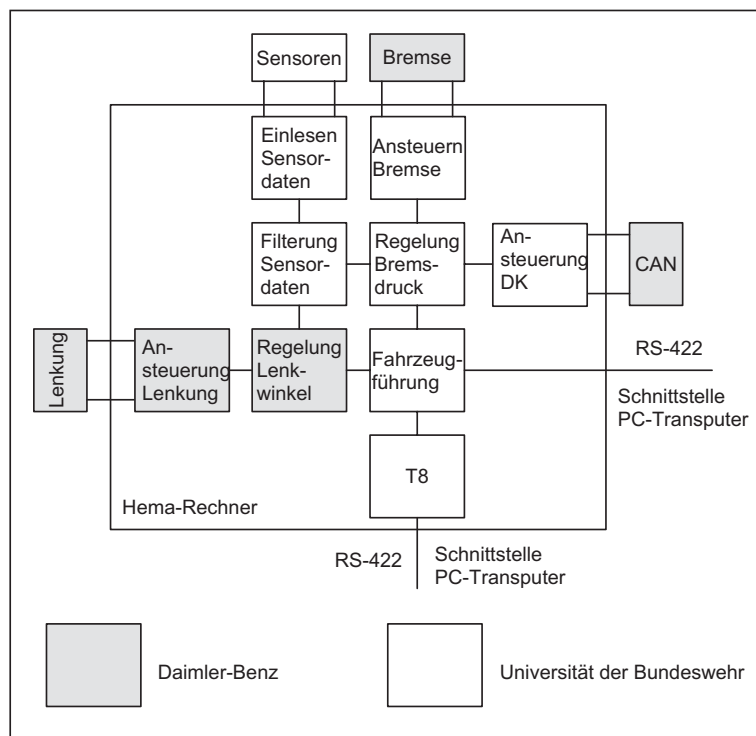 Sensoren
Bremse
Einlesen
Sensor-
daten
Ansteuern
Bremse
Filterung
Sensor-
daten
Regelung
Brems-
druck
An-
steuerung
DK
CAN
Lenkung
An-
steuerung
Lenkung
Regelung
Lenk-
winkel
Fahrzeug-
führung
RS-422
Schnittstelle
PC-Transputer
T8
Hema-Rechner
RS-422
Schnittstelle
PC-Transputer
Daimler-Benz
Universität der Bundeswehr